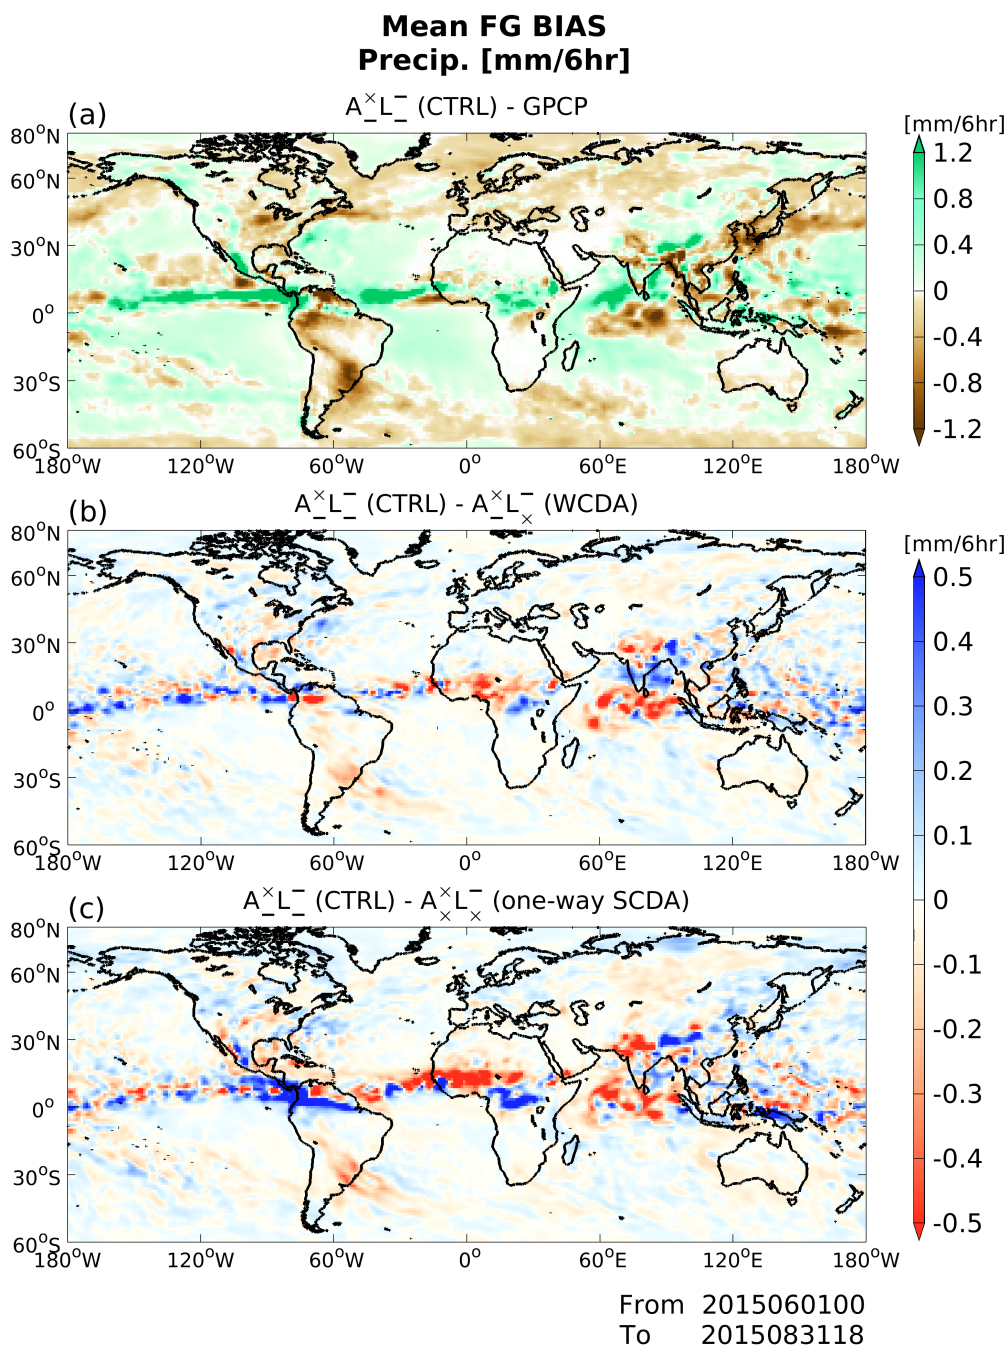 Mean FG BIAS
Precip. [mm/6hr]
(a) A×_L‾_ (CTRL) - GPCP
[mm/6hr]
80°N
60°N
30°N
0°
30°S
60°S
180°W 120°W 60°W 0° 60°E 120°E 180°W
1.2
0.8
0.4
0
-0.4
-0.8
-1.2
(b) A×_L‾_ (CTRL) - A×_L‾× (WCDA)
[mm/6hr]
80°N
60°N
30°N
0°
30°S
60°S
180°W 120°W 60°W 0° 60°E 120°E 180°W
0.5
0.4
0.3
0.2
0.1
0
-0.1
-0.2
-0.3
-0.4
-0.5
(c) A×_L‾_ (CTRL) - A××L‾× (one-way SCDA)
80°N
60°N
30°N
0°
30°S
60°S
180°W 120°W 60°W 0° 60°E 120°E 180°W
From 2015060100
To 2015083118